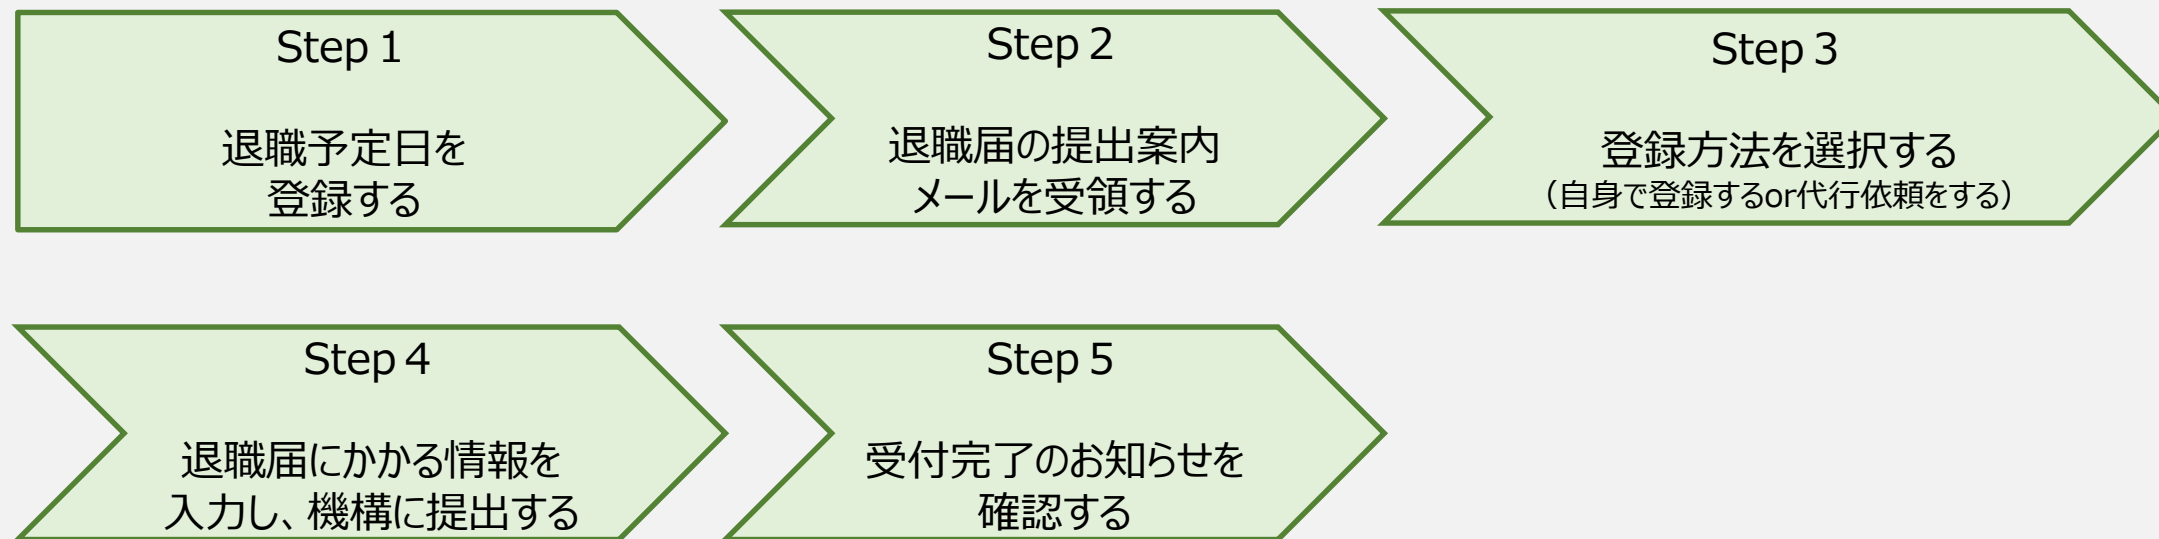 Step 1
退職予定日を
登録する
Step 2
退職届の提出案内
メールを受領する
Step 3
登録方法を選択する
（自身で登録するor代行依頼をする）
Step 4
退職届にかかる情報を
入力し、機構に提出する
Step 5
受付完了のお知らせを
確認する